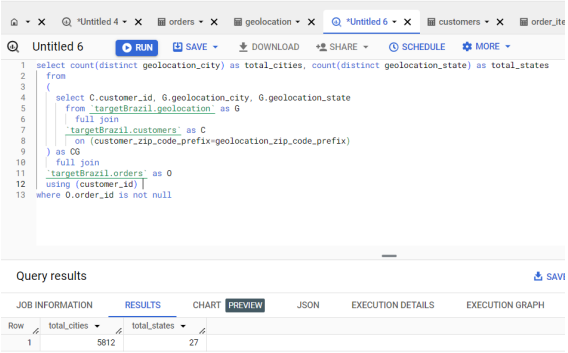 *Untitled 4
orders
geolocation
*Untitled 6
customers
order_ite
Untitled 6
RUN
SAVE
DOWNLOAD
SHARE
SCHEDULE
MORE
1 select count(distinct geolocation_city) as total_cities, count(distinct geolocation_state) as total_states
2 from
3 (
4 select C.customer_id, G.geolocation_city, G.geolocation_state
5 from `targetBrazil.geolocation` as G
6 full join
7 `targetBrazil.customers` as C
8 on (customer_zip_code_prefix=geolocation_zip_code_prefix)
9 ) as CG
10 full join
11 `targetBrazil.orders` as O
12 using (customer_id)
13 where O.order_id is not null
Query results
SAVE
JOB INFORMATION RESULTS CHART PREVIEW JSON EXECUTION DETAILS EXECUTION GRAPH
Row total_cities total_states
1 5812 27